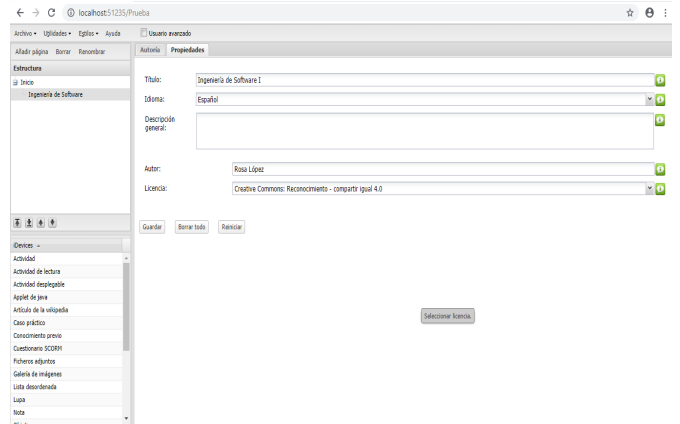 localhost:51235/Prueba
Archivo Utilidades Estilos Ayuda
Usuario avanzado
Añadir página Borrar Renombrar
Autoría Propiedades
Estructura
Inicio
Ingeniería de Software
Título: Ingeniería de Software I
Idioma: Español
Descripción
general:
Autor: Rosa López
Licencia: Creative Commons: Reconocimiento - compartir igual 4.0
Guardar Borrar todo Reiniciar
iDevices
Actividad
Actividad de lectura
Actividad desplegable
Applet de java
Artículo de la wikipedia
Caso práctico
Conocimiento previo
Cuestionario SCORM
Ficheros adjuntos
Galería de imágenes
Lista desordenada
Lupa
Nota
Seleccionar licencia.